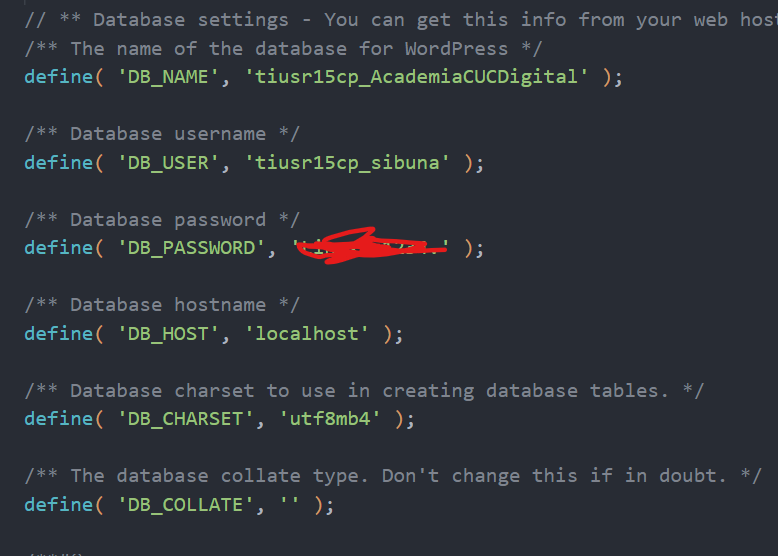 // ** Database settings - You can get this info from your web host
/** The name of the database for WordPress */
define( 'DB_NAME', 'tiusr15cp_AcademiaCUCDigital' );
/** Database username */
define( 'DB_USER', 'tiusr15cp_sibuna' );
/** Database password */
define( 'DB_PASSWORD', ' ' );
/** Database hostname */
define( 'DB_HOST', 'localhost' );
/** Database charset to use in creating database tables. */
define( 'DB_CHARSET', 'utf8mb4' );
/** The database collate type. Don't change this if in doubt. */
define( 'DB_COLLATE', '' );